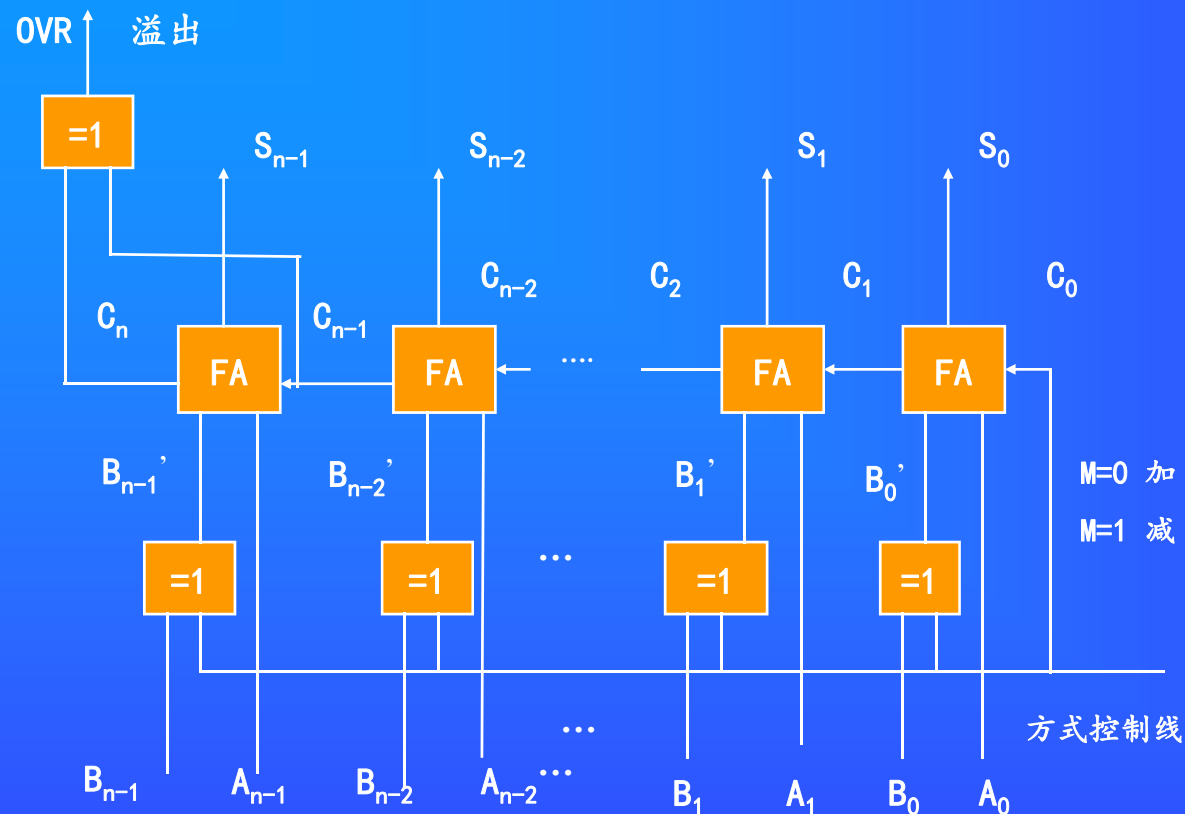 OVR 溢出
=1
Sn-1 Sn-2 S1 S0
Cn-2 C2 C1 C0
Cn Cn-1
FA FA .... FA FA
Bn-1’ Bn-2’ B1’ B0’ M=0 加
M=1 减
=1 =1 ... =1 =1
... 方式控制线
Bn-1 An-1 Bn-2 An-2 ... B1 A1 B0 A0